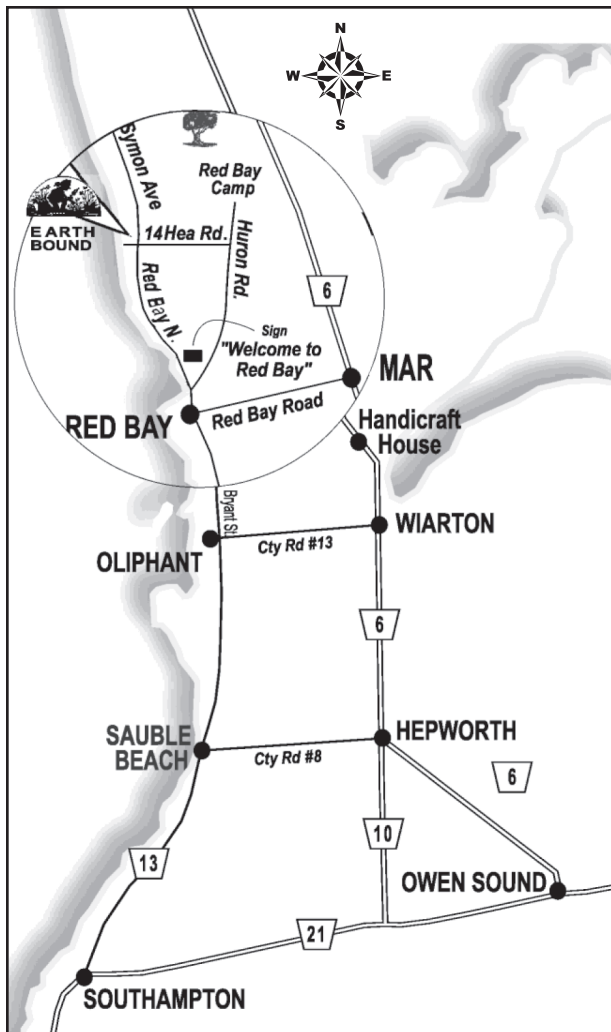 N
W E
S
Symon Ave
Red Bay
Camp
EARTH
BOUND
14Hea Rd.
Huron Rd.
Red Bay N.
6
Sign
"Welcome to
Red Bay"
MAR
RED BAY
Red Bay Road
Handicraft
House
Bryant St.
WIARTON
OLIPHANT
Cty Rd #13
6
SAUBLE
BEACH
HEPWORTH
Cty Rd #8
6
10
13
OWEN SOUND
21
SOUTHAMPTON